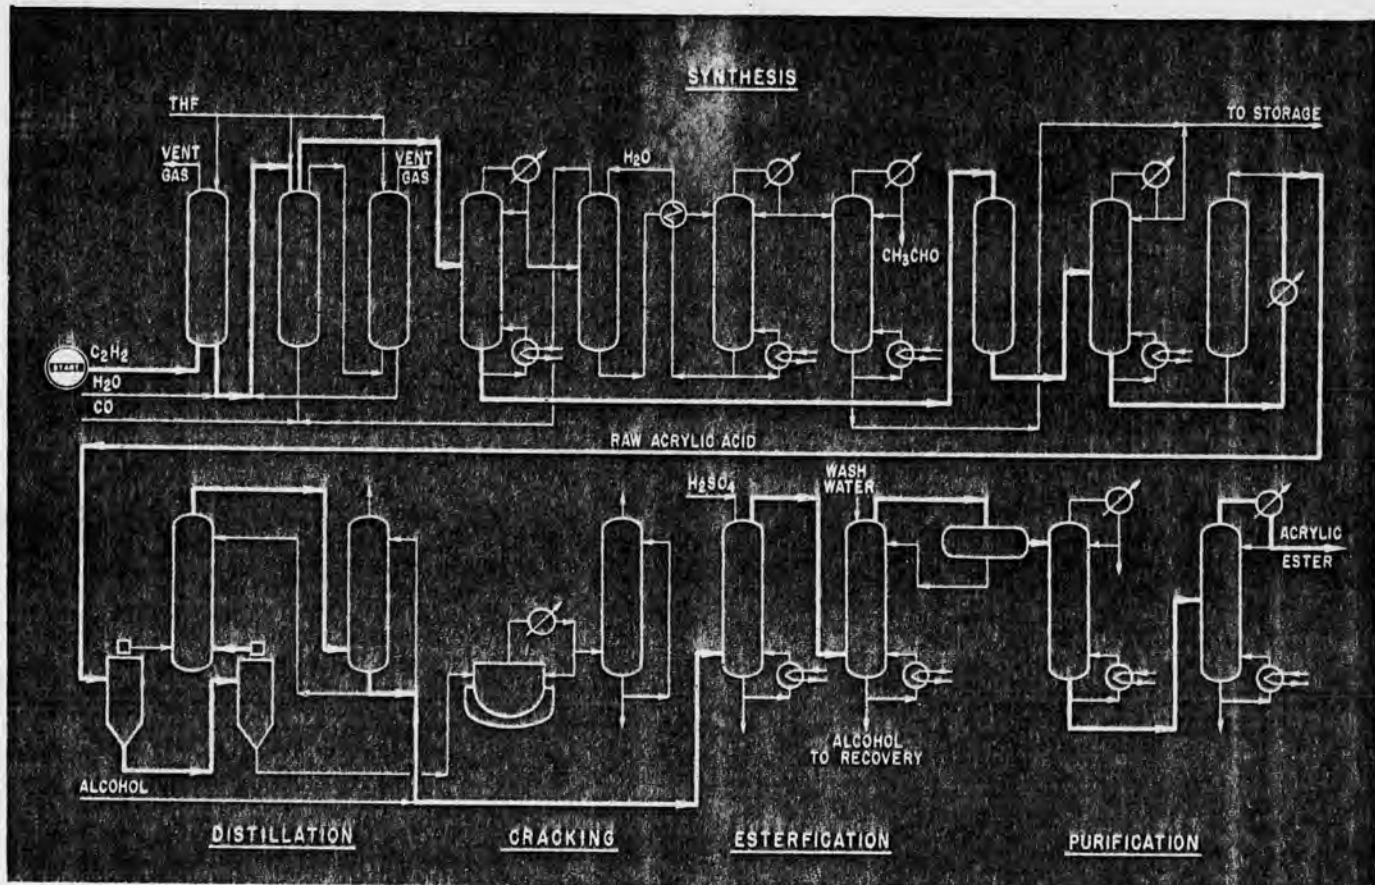 SYNTHESIS
THF
TO STORAGE
VENT
GAS
VENT
GAS
H2O
CH3CHO
START
C2H2
H2O
CO
RAW ACRYLIC ACID
H2SO4
WASH
WATER
ACRYLIC
ESTER
ALCOHOL
TO RECOVERY
ALCOHOL
DISTILLATION
CRACKING
ESTERFICATION
PURIFICATION